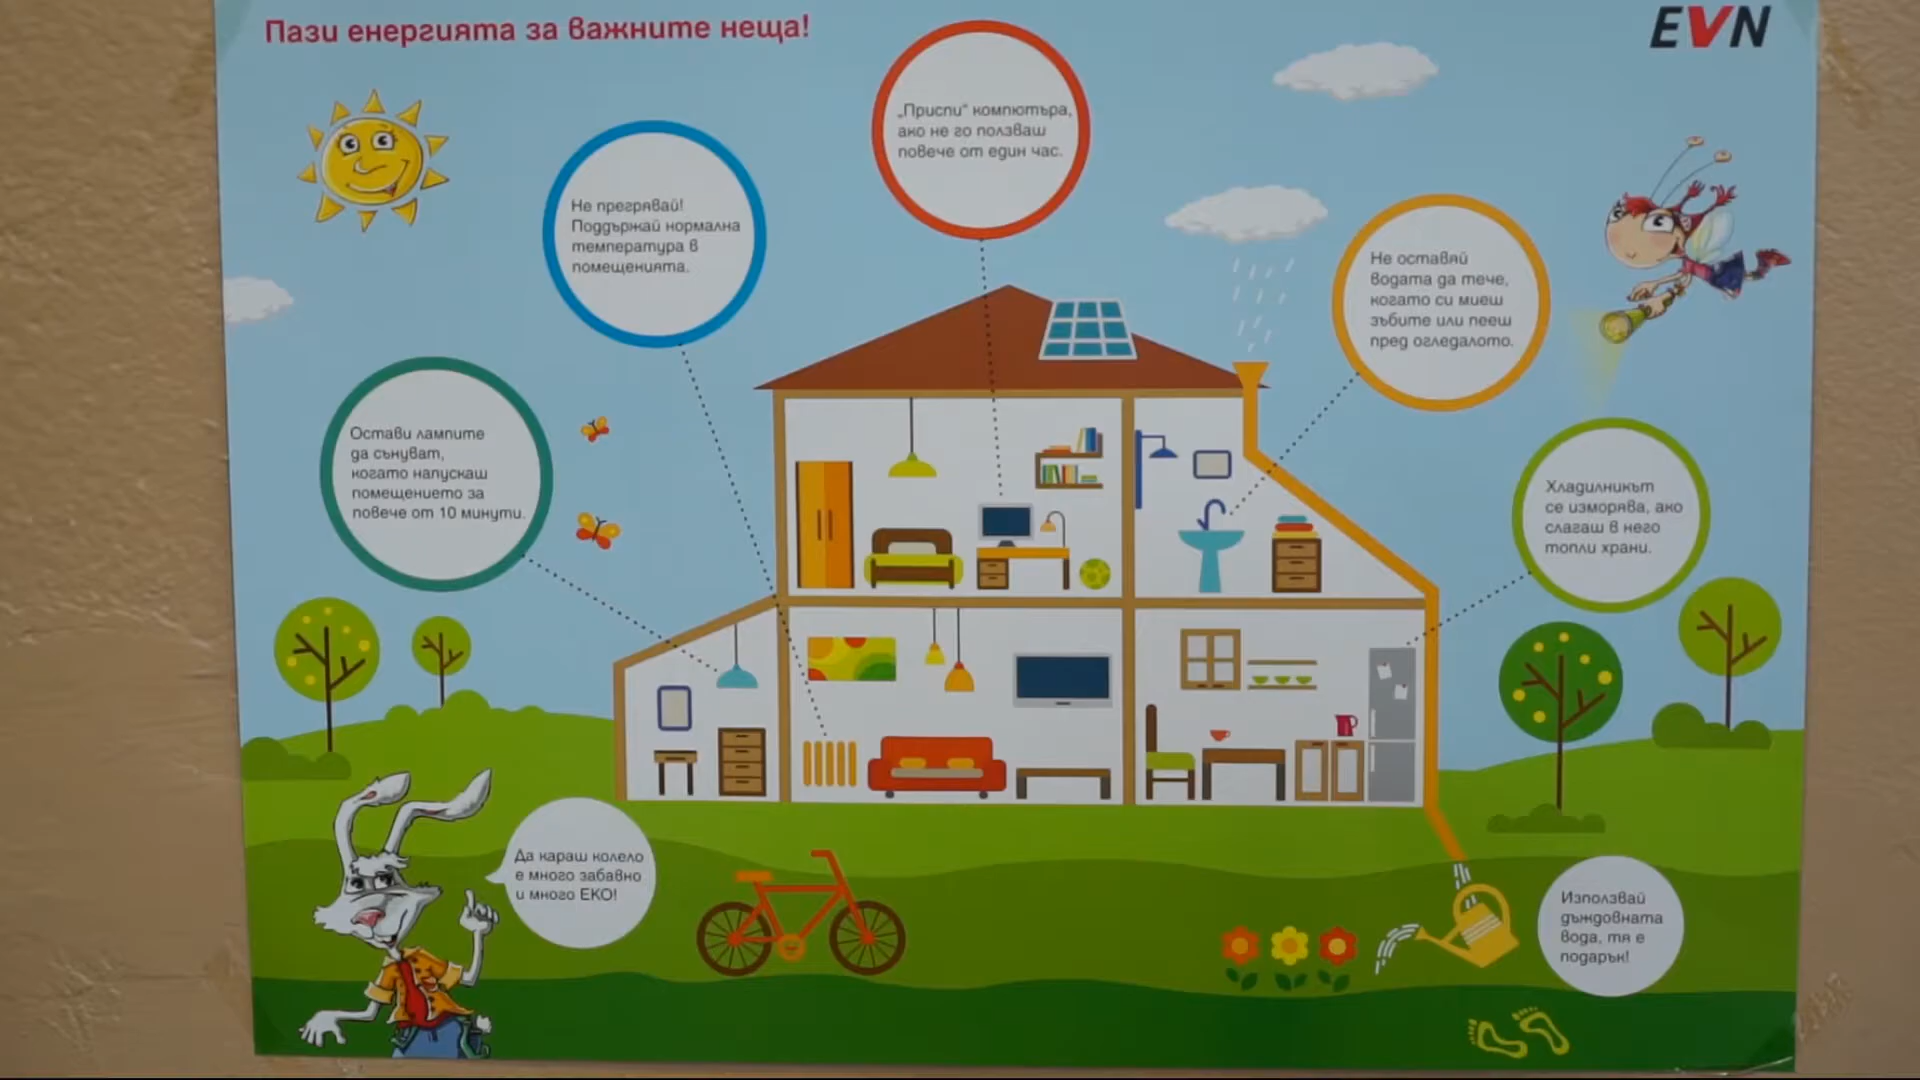 Пази енергията за важните неща!
EVN
„Приспи“ компютъра,
ако не го ползваш
повече от един час.
Не прегрявай!
Поддържай нормална
температура в
помещенията.
Не оставяй
водата да тече,
когато си миеш
зъбите или пееш
пред огледалото.
Остави лампите
да сънуват,
когато напускаш
помещението за
повече от 10 минути.
Хладилникът
се изморява, ако
слагаш в него
топли храни.
Да караш колело
е много забавно
и много ЕКО!
Използвай
дъждовната
вода, тя е
подарък!